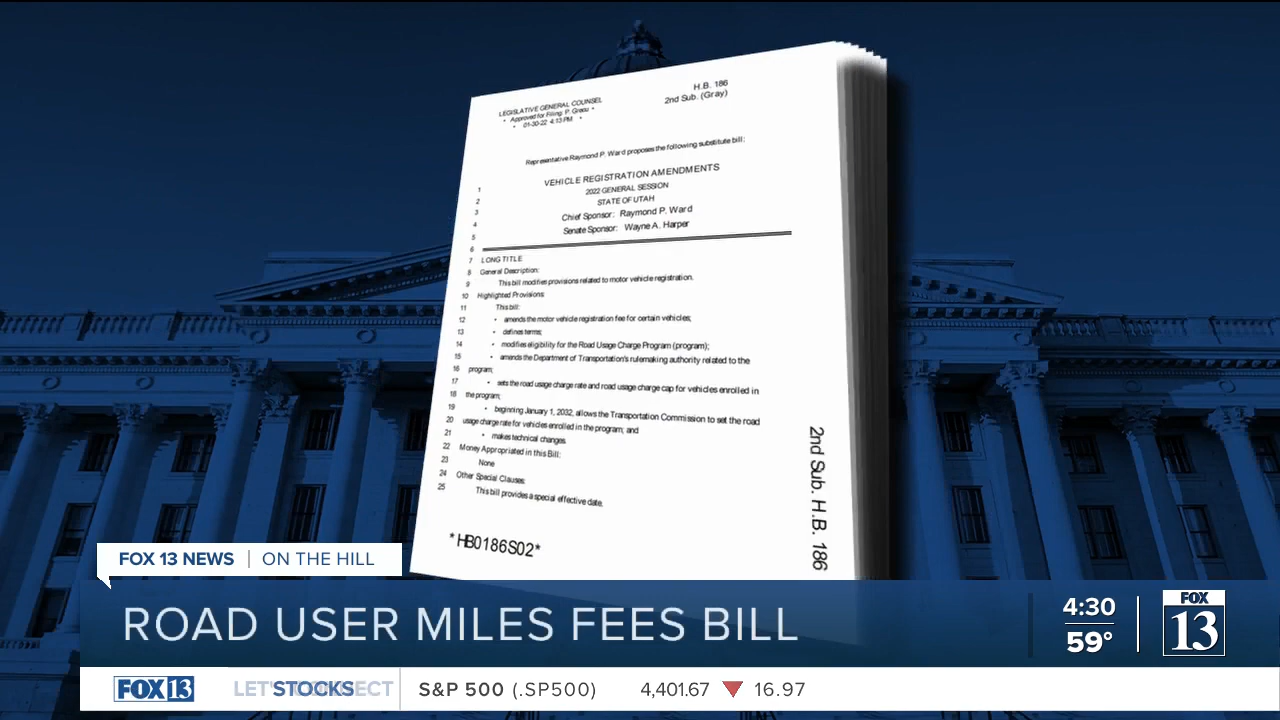 LEGISLATIVE GENERAL COUNSEL
• Approved for Filing: P. Grecu •
• 01-30-22 4:13 PM •
H.B. 186
2nd Sub. (Gray)
Representative Raymond P. Ward proposes the following substitute bill:
1 VEHICLE REGISTRATION AMENDMENTS
2 2022 GENERAL SESSION
3 STATE OF UTAH
4 Chief Sponsor: Raymond P. Ward
5 Senate Sponsor: Wayne A. Harper
6
7 LONG TITLE
8 General Description:
9 This bill modifies provisions related to motor vehicle registration.
10 Highlighted Provisions
11 This bill:
12 • amends the motor vehicle registration fee for certain vehicles;
13 • defines terms;
14 • modifies eligibility for the Road Usage Charge Program (program);
15 • amends the Department of Transportation's rulemaking authority related to the
16 program;
17 • sets the road usage charge rate and road usage charge cap for vehicles enrolled in
18 the program;
19 • beginning January 1, 2032, allows the Transportation Commission to set the road
20 usage charge rate for vehicles enrolled in the program; and
21 • makes technical changes.
22 Money Appropriated in this Bill:
23 None
24 Other Special Clauses:
25 This bill provides a special effective date.
2nd Sub. H.B. 186
*HB0186S02*
FOX 13 NEWS | ON THE HILL
ROAD USER MILES FEES BILL
4:30
59°
FOX
13
FOX 13
STOCKS
S&P 500 (.SP500) 4,401.67 ▼ 16.97